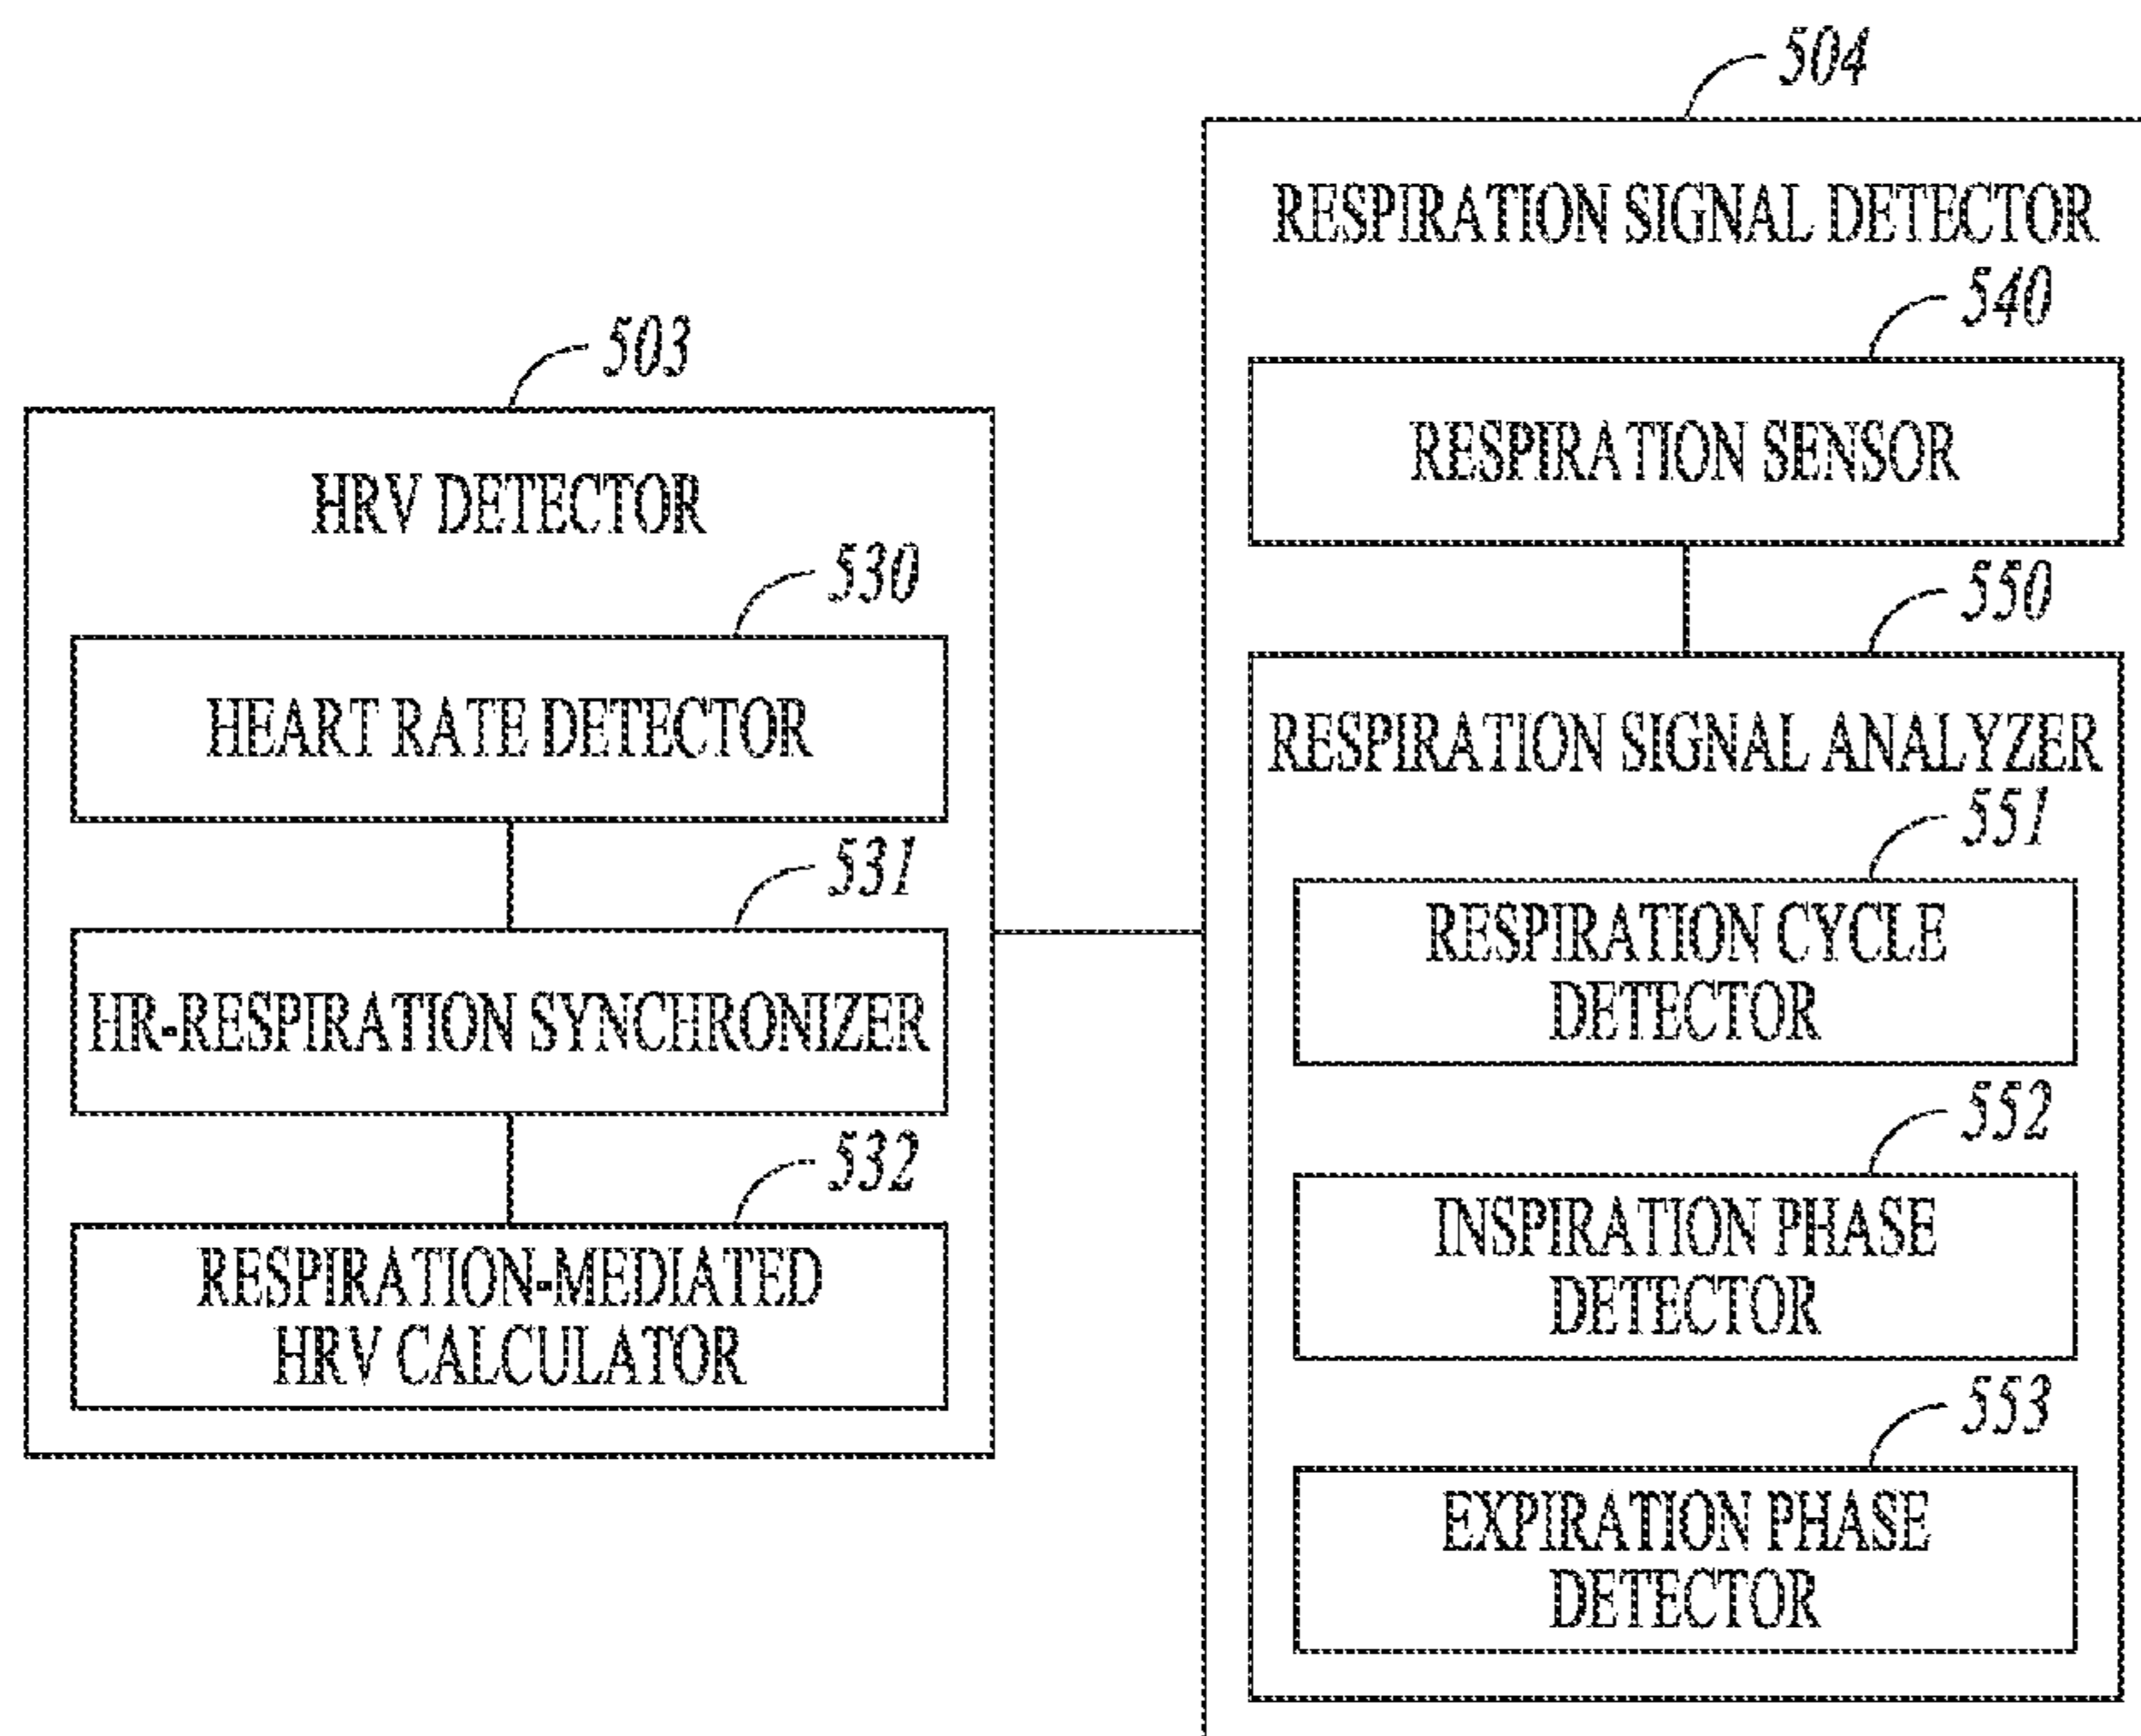 503
HRV DETECTOR
530
HEART RATE DETECTOR
531
HR-RESPIRATION SYNCHRONIZER
532
RESPIRATION-MEDIATED
HRV CALCULATOR
504
RESPIRATION SIGNAL DETECTOR
540
RESPIRATION SENSOR
550
RESPIRATION SIGNAL ANALYZER
551
RESPIRATION CYCLE
DETECTOR
552
INSPIRATION PHASE
DETECTOR
553
EXPIRATION PHASE
DETECTOR